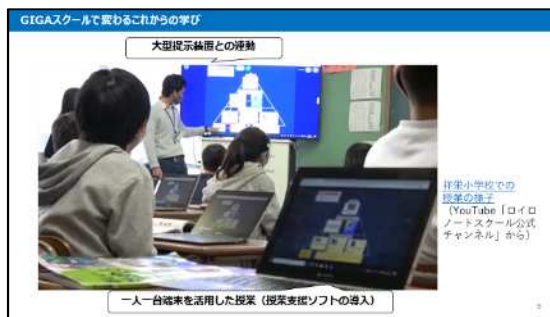 GIGAスクールで変わるこれからの学び
大型提示装置との連動
祥栄小学校での
授業の様子
(YouTube「ロイロ
ノートスクール公式
チャンネル」から)
一人一台端末を活用した授業(授業支援ソフトの導入)